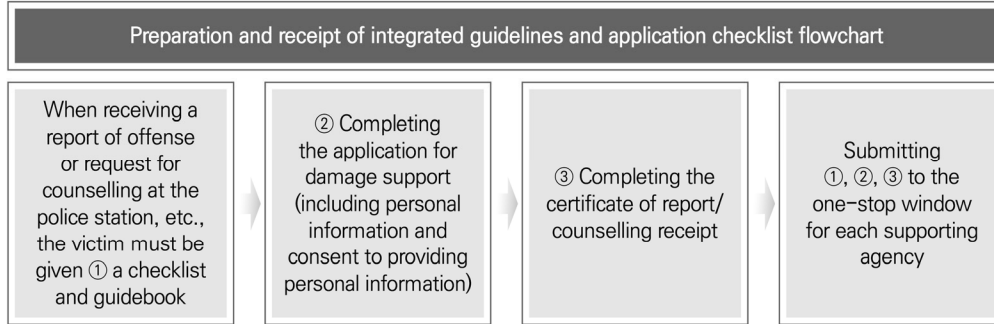 Preparation and receipt of integrated guidelines and application checklist flowchart
When receiving a
report of offense
or request for
counselling at the
police station, etc.,
the victim must be
given ① a checklist
and guidebook
② Completing
the application for
damage support
(including personal
information and
consent to providing
personal information)
③ Completing the
certificate of report/
counselling receipt
Submitting
①, ②, ③ to the
one-stop window
for each supporting
agency